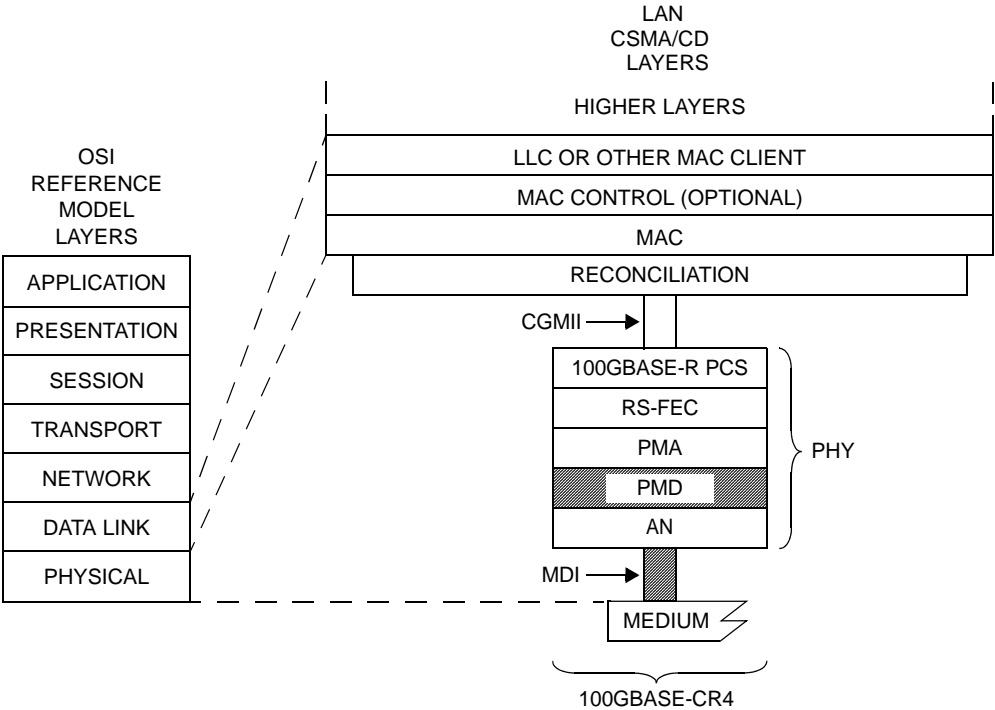 LAN
CSMA/CD
LAYERS
HIGHER LAYERS
LLC OR OTHER MAC CLIENT
MAC CONTROL (OPTIONAL)
MAC
RECONCILIATION
OSI
REFERENCE
MODEL
LAYERS
APPLICATION
PRESENTATION
SESSION
TRANSPORT
NETWORK
DATA LINK
PHYSICAL
CGMII
100GBASE-R PCS
RS-FEC
PMA
PMD
AN
PHY
MDI
MEDIUM
100GBASE-CR4